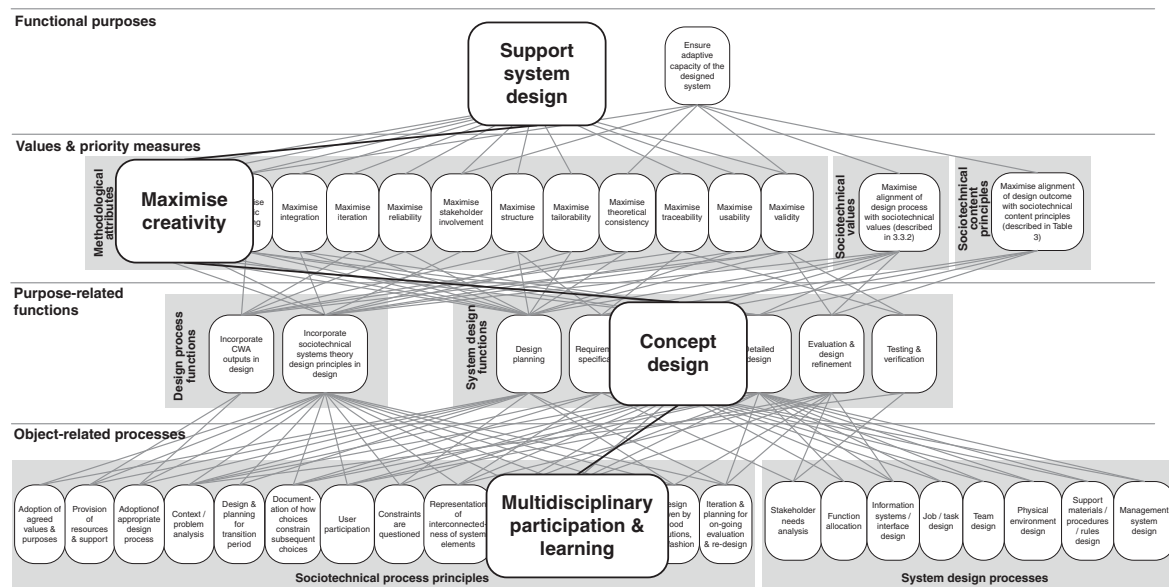 Functional purposes
Support
system
design
Ensure
adaptive
capacity of the
designed
system
Values & priority measures
Methodological
attributes
Maximise
creativity
Maximise
integration
Maximise
iteration
Maximise
reliability
Maximise
stakeholder
involvement
Maximise
structure
Maximise
tailorability
Maximise
theoretical
consistency
Maximise
traceability
Maximise
usability
Maximise
validity
Sociotechnical
values
Maximise
alignment of
design process
with sociotechnical
values (described
in 3.3.2)
Sociotechnical
content
principles
Maximise alignment
of design outcome
with sociotechnical
content principles
(described in Table
3)
Purpose-related
functions
Design process
functions
Incorporate
CWA
outputs in
design
Incorporate
sociotechnical
systems theory
design principles in
design
System design
functions
Design
planning
Concept
design
design
Evaluation &
design
refinement
Testing &
verification
Object-related processes
Adoption of
agreed
values &
purposes
Provision
of
resources
& support
Adoptionof
appropriate
design
process
Context /
problem
analysis
Design &
planning
for
transition
period
Document-
ation of how
choices
constrain
subsequent
choices
User
participation
Constraints
are
questioned
Representation
of
interconnected-
ness of system
elements
Multidisciplinary
participation &
learning
Iteration &
planning for
on-going
evaluation
& re-design
Sociotechnical process principles
Stakeholder
needs
analysis
Function
allocation
Information
systems /
interface
design
Job / task
design
Team
design
Physical
environment
design
Support
materials /
procedures /
rules design
Management
system
design
System design processes